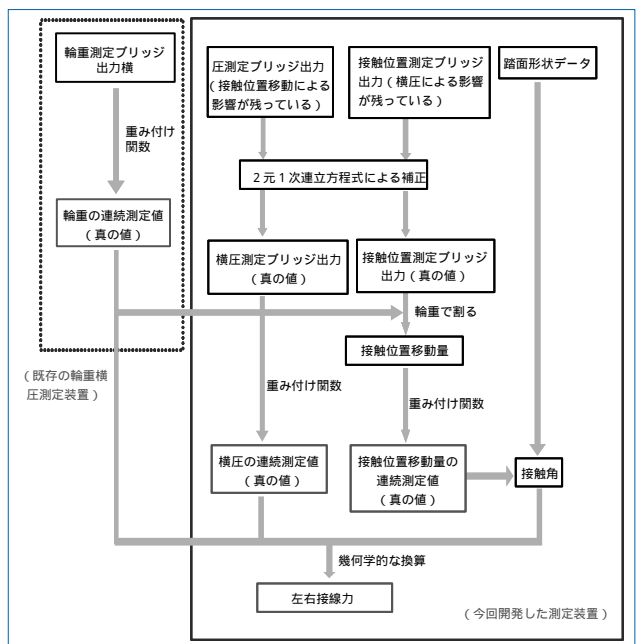 輪重測定ブリッジ
出力横
圧測定ブリッジ出力
（接触位置移動による
影響が残っている）
接触位置測定ブリッジ
出力（横圧による影響
が残っている）
踏面形状データ
重み付け
関数
２元１次連立方程式による補正
輪重の連続測定値
（真の値）
横圧測定ブリッジ出力
（真の値）
接触位置測定ブリッジ
出力（真の値）
輪重で割る
接触位置移動量
（既存の輪重横
圧測定装置）
重み付け関数
重み付け関数
横圧の連続測定値
（真の値）
接触位置移動量の
連続測定値
（真の値）
接触角
幾何学的な換算
左右接線力
（今回開発した測定装置）